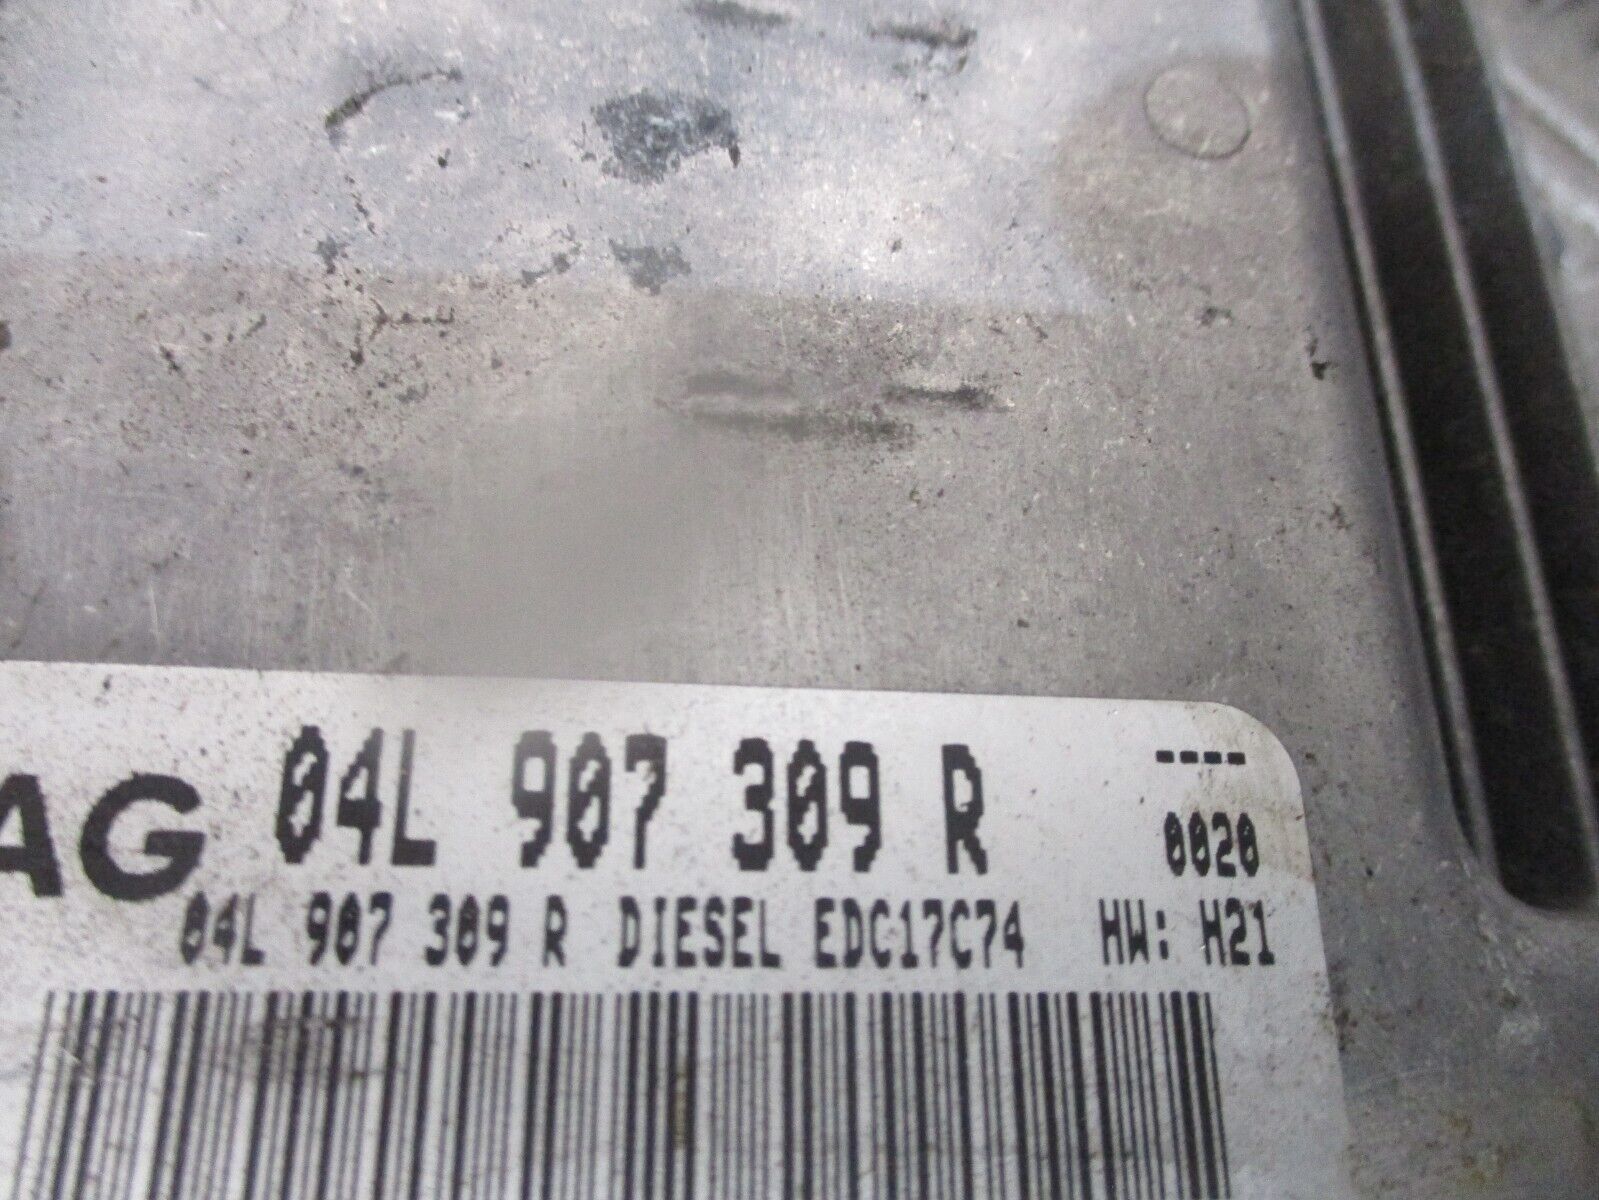 AG 04L 907 309 R ----
0020
04L 907 309 R DIESEL EDC17C74 HW: H21